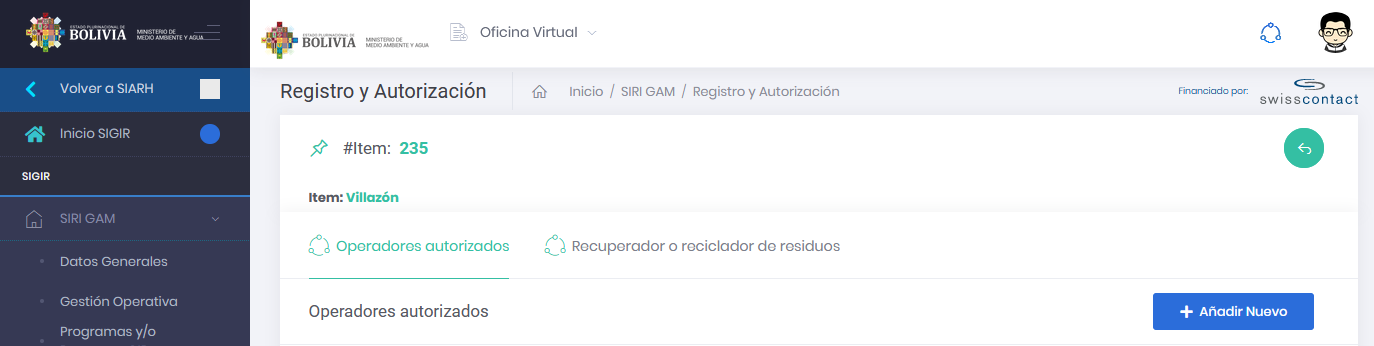 ESTADO PLURINACIONAL DE
BOLIVIA
MINISTERIO DE
MEDIO AMBIENTE Y AGUA
ESTADO PLURINACIONAL DE
BOLIVIA
MINISTERIO DE
MEDIO AMBIENTE Y AGUA
Oficina Virtual
Volver a SIARH
Registro y Autorización
Inicio / SIRI GAM / Registro y Autorización
Financiado por:
swisscontact
Inicio SIGIR
#Item: 235
SIGIR
Item: Villazón
SIRI GAM
Operadores autorizados
Recuperador o reciclador de residuos
Datos Generales
Gestión Operativa
Operadores autorizados
Añadir Nuevo
Programas y/o